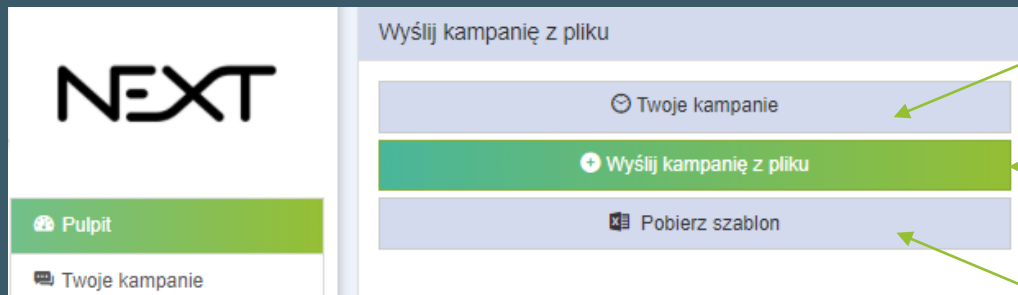 NEXT
Pulpit
Twoje kampanie
Wyślij kampanię z pliku
Twoje kampanie
Wyślij kampanię z pliku
Pobierz szablon